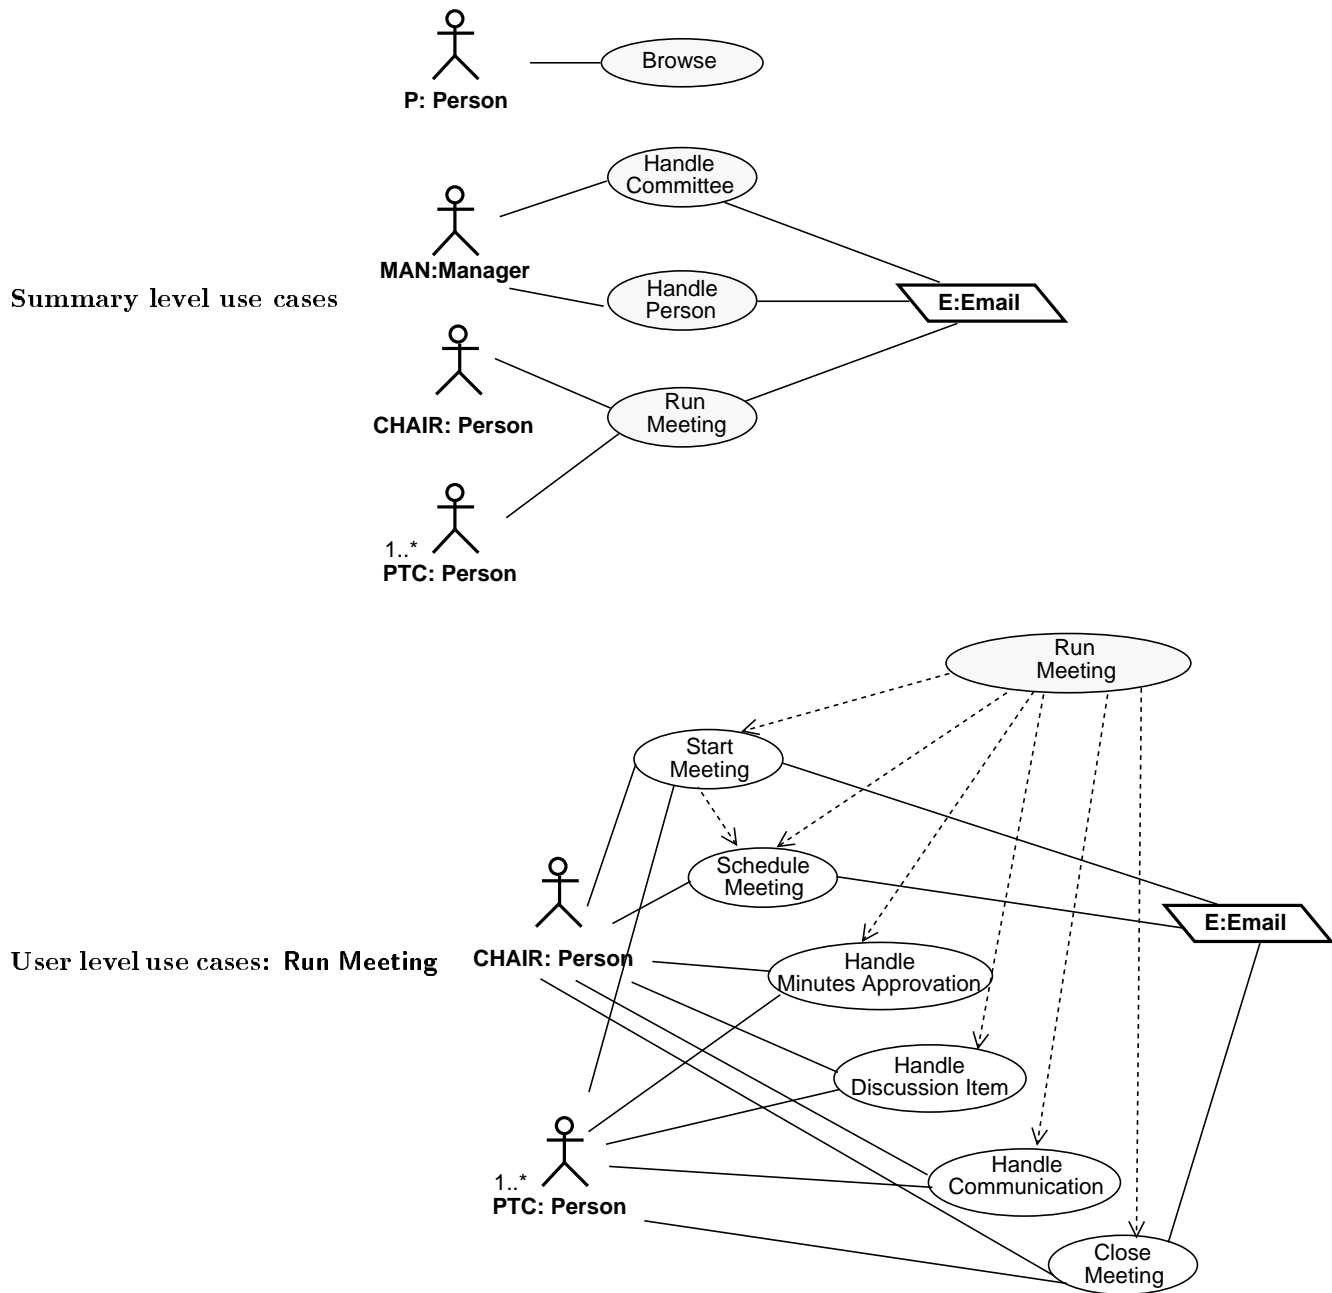 Browse
P: Person
Handle
Committee
MAN:Manager
Summary level use cases
Handle
Person
E:Email
Run
Meeting
CHAIR: Person
1..*
PTC: Person
Run
Meeting
Start
Meeting
Schedule
Meeting
E:Email
User level use cases: Run Meeting
CHAIR: Person
Handle
Minutes Approvation
Handle
Discussion Item
Handle
Communication
1..*
PTC: Person
Close
Meeting